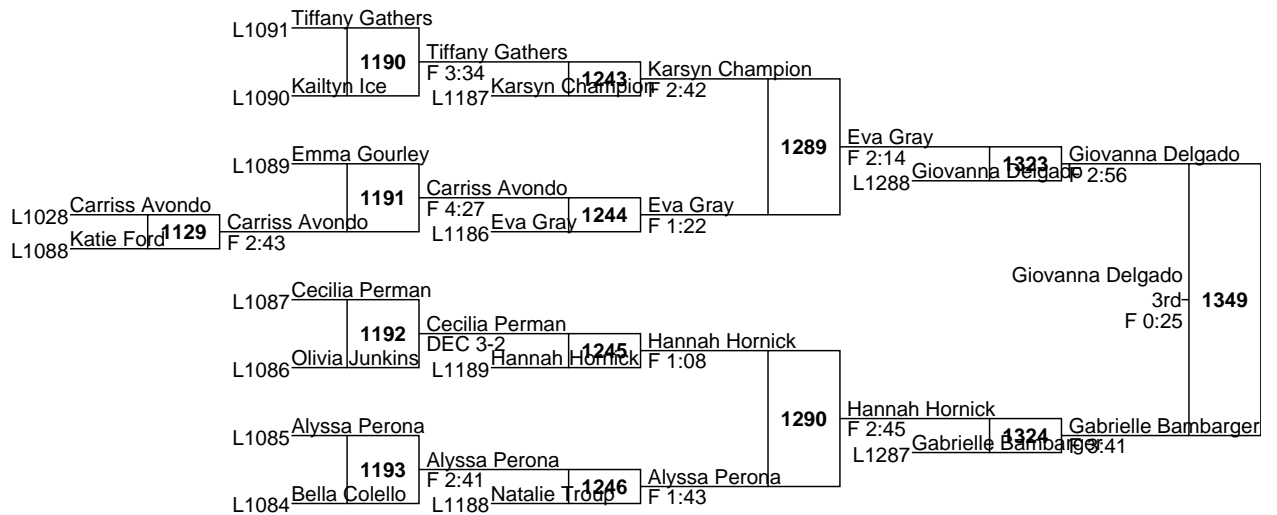 L1091 Tiffany Gathers
1190
Tiffany Gathers
F 3:34
L1090 Kailtyn Ice
L1187 Karsyn Champion
1243
Karsyn Champion
F 2:42
1289
L1089 Emma Gourley
1191
Carriss Avondo
F 4:27
L1028 Carriss Avondo
1129
L1088 Katie Ford
Carriss Avondo
F 2:43
L1186 Eva Gray
1244
Eva Gray
F 1:22
Eva Gray
F 2:14
L1288 Giovanna Delgado
1323
Giovanna Delgado
F 2:56
Giovanna Delgado
3rd
F 0:25
1349
L1087 Cecilia Perman
1192
Cecilia Perman
DEC 3-2
L1086 Olivia Junkins
L1189 Hannah Hornick
1245
Hannah Hornick
F 1:08
1290
L1085 Alyssa Perona
1193
Alyssa Perona
F 2:41
L1084 Bella Colello
L1188 Natalie Troup
1246
Alyssa Perona
F 1:43
Hannah Hornick
F 2:45
L1287 Gabrielle Bambarger
1324
Gabrielle Bambarger
F 3:41